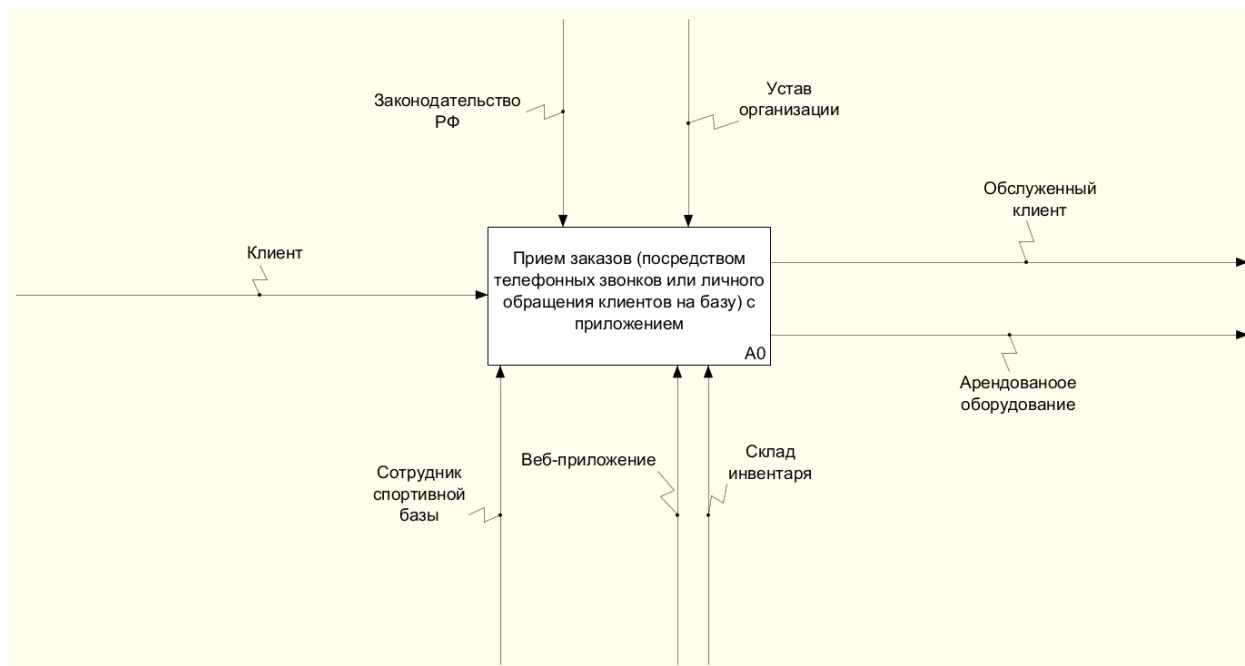 Законодательство
РФ
Устав
организации
Обслуженный
клиент
Клиент
Прием заказов (посредством
телефонных звонков или личного
обращения клиентов на базу) с
приложением
A0
Арендованоое
оборудование
Сотрудник
спортивной
базы
Веб-приложение
Склад
инвентаря